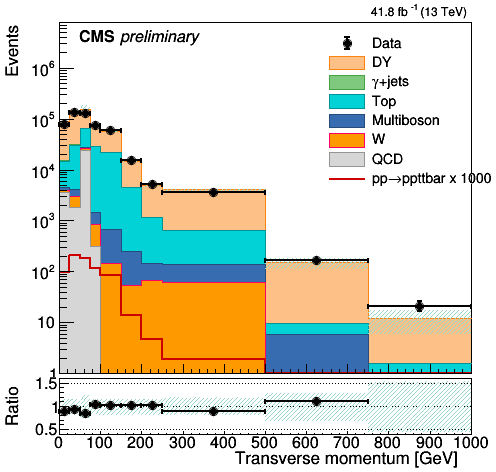 41.8 fb⁻¹ (13 TeV)
CMS preliminary
Events
10⁶
10⁵
10⁴
10³
10²
10
1
Data
DY
γ+jets
Top
Multiboson
W
QCD
pp→ppttbar x 1000
Ratio
1.5
1.0
0.5
0 100 200 300 400 500 600 700 800 900 1000
Transverse momentum [GeV]